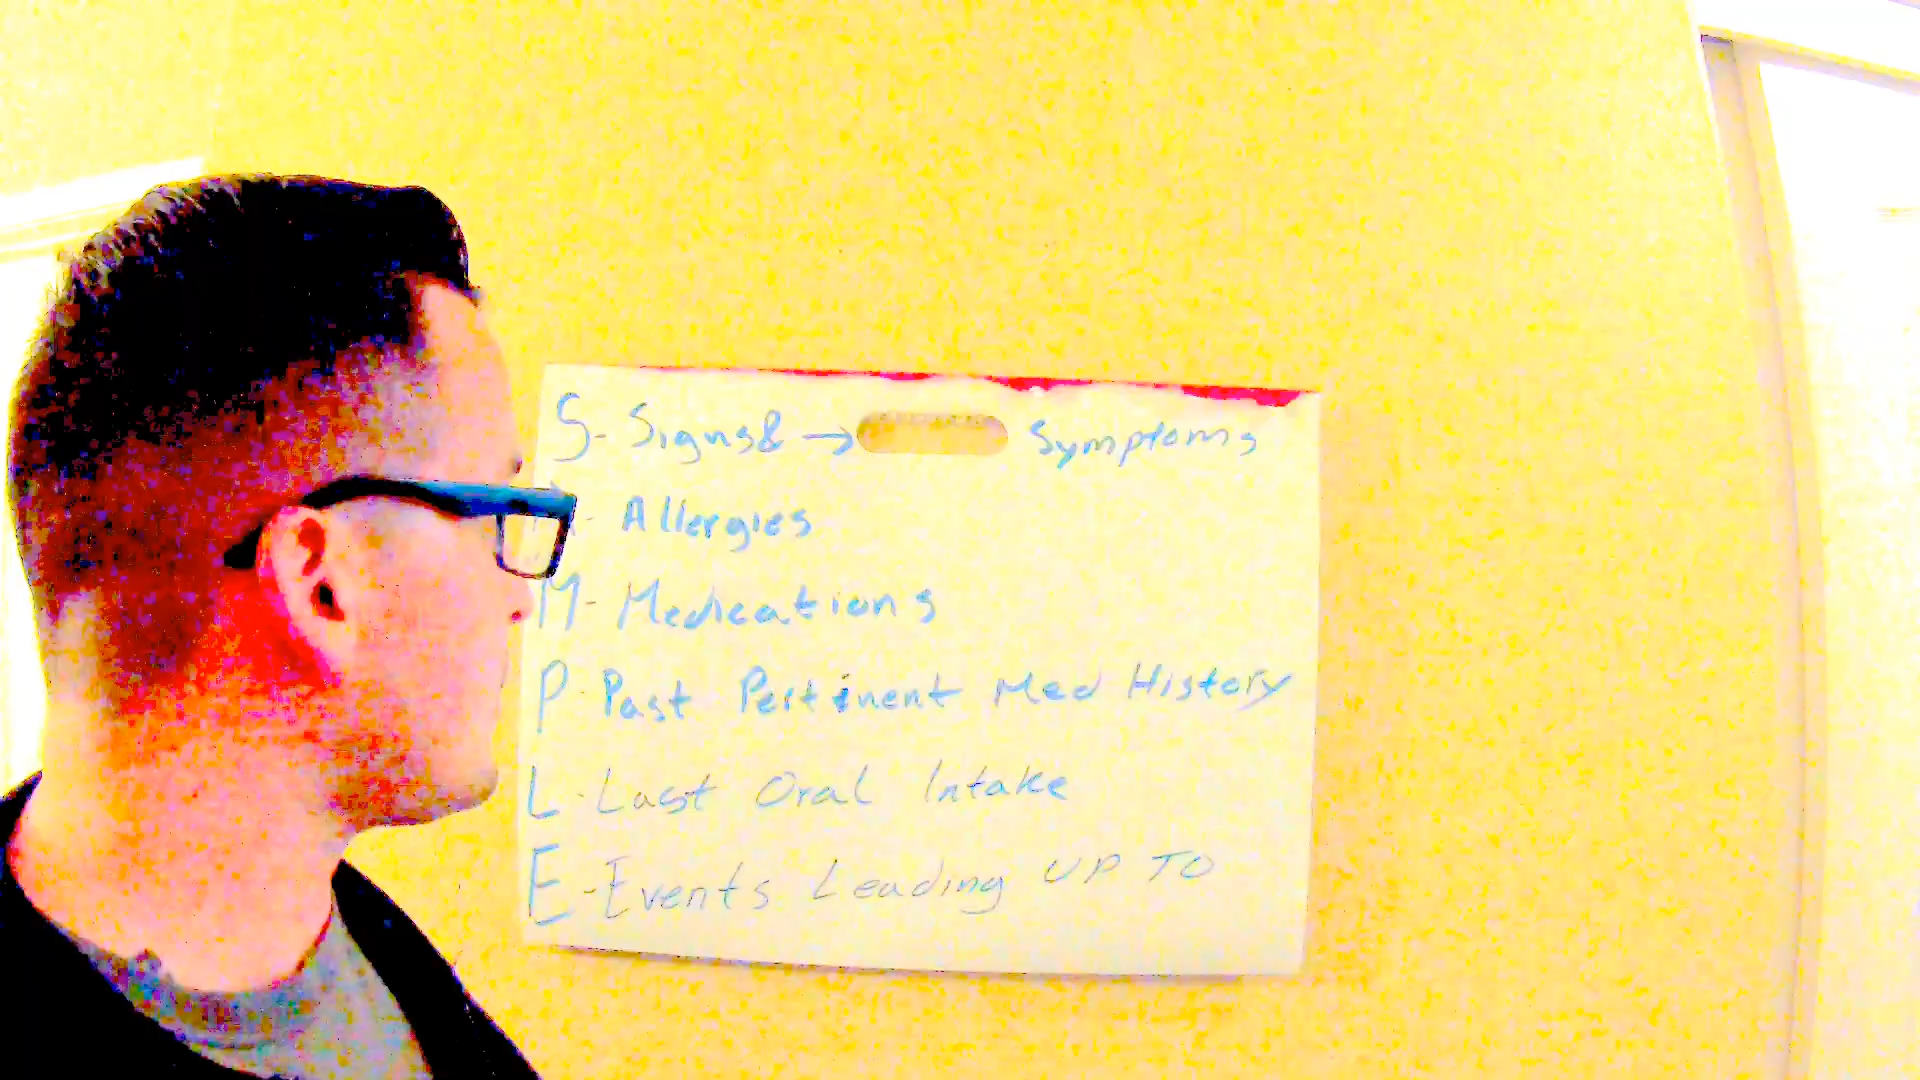 S- Signs& → Symptoms
A- Allergies
M- Medications
P- Past Pertinent Med History
L- Last Oral Intake
E- Events Leading UP TO